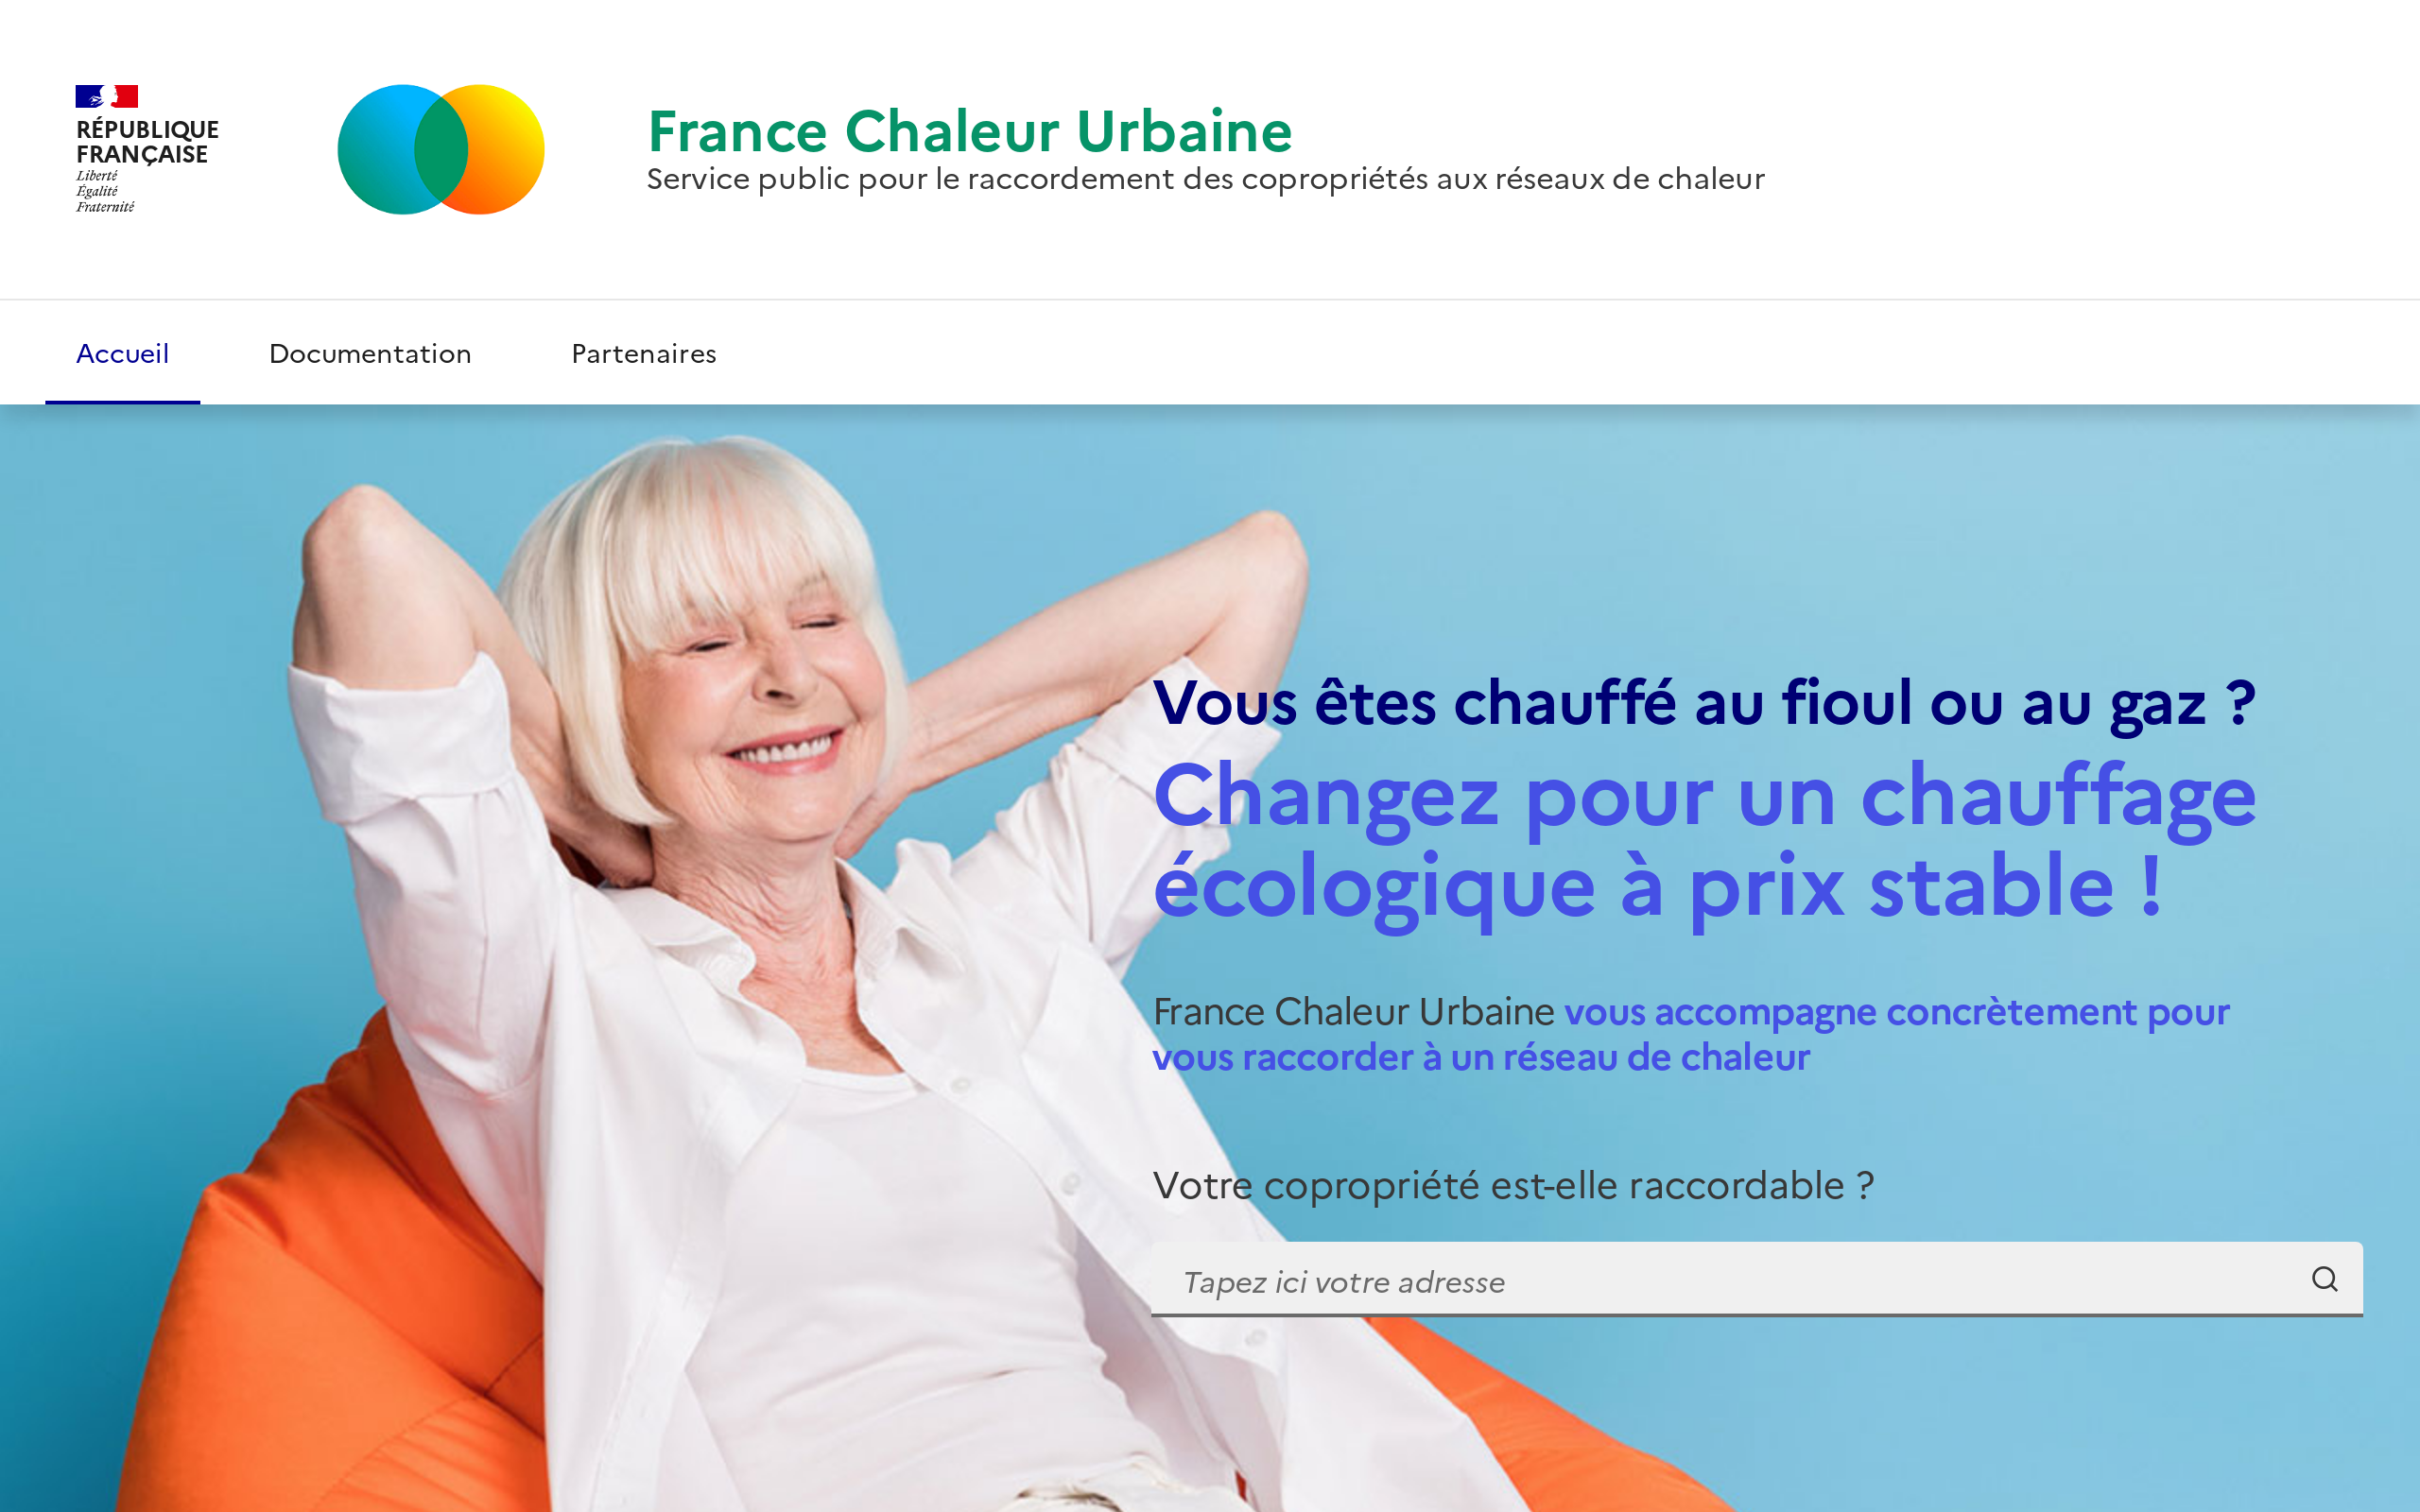 RÉPUBLIQUE
FRANÇAISE
Liberté
Égalité
Fraternité
France Chaleur Urbaine
Service public pour le raccordement des copropriétés aux réseaux de chaleur
Accueil Documentation Partenaires
Vous êtes chauffé au fioul ou au gaz ?
Changez pour un chauffage
écologique à prix stable !
France Chaleur Urbaine vous accompagne concrètement pour
vous raccorder à un réseau de chaleur
Votre copropriété est-elle raccordable ?
Tapez ici votre adresse